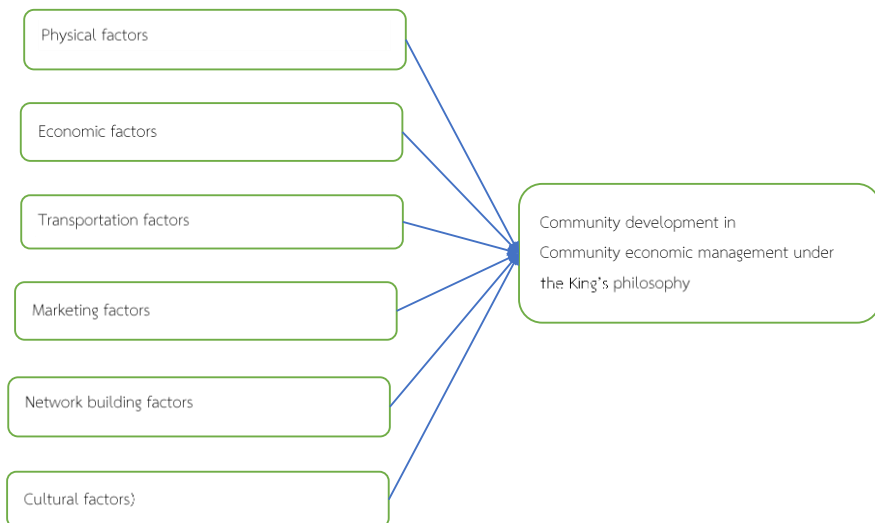 Physical factors
Economic factors
Transportation factors
Marketing factors
Network building factors
Cultural factors)
Community development in
Community economic management under
the King's philosophy